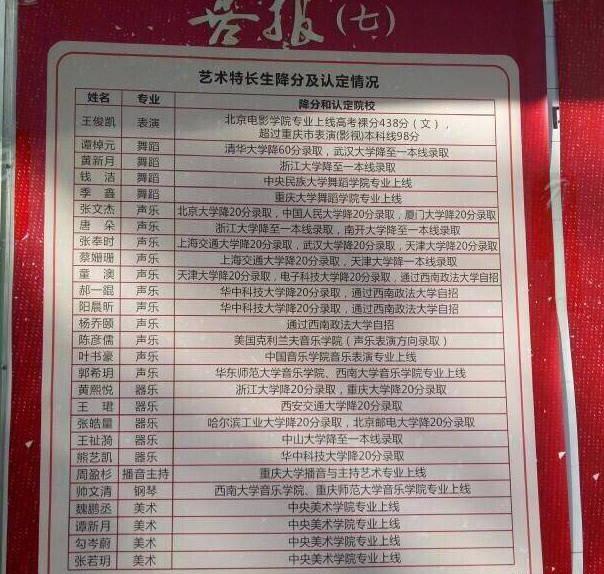 喜报(七)
艺术特长生降分及认定情况
姓名 专业 降分和认定院校
王俊凯 表演 北京电影学院专业上线高考裸分438分（文），
超过重庆市表演(影视)本科线98分
谭棹元 舞蹈 清华大学降60分录取，武汉大学降至一本线录取
黄新月 舞蹈 浙江大学降至一本线录取
钱洁 舞蹈 中央民族大学舞蹈学院专业上线
季鑫 舞蹈 重庆大学舞蹈学院专业上线
张文杰 声乐 北京大学降20分录取，中国人民大学降20分录取，厦门大学降20分录取
唐朵 声乐 浙江大学降至一本线录取，南开大学降至一本线录取
张奉时 声乐 上海交通大学降20分录取，武汉大学降20分录取，天津大学降20分录取
蔡姗珊 声乐 上海交通大学降20分录取，天津大学降一本线录取
童澳 声乐 天津大学降20分录取，电子科技大学降20分录取，通过西南政法大学自招
郝一鲲 声乐 华中科技大学降20分录取，通过西南政法大学自招
阳晨昕 声乐 华中科技大学降20分录取，通过西南政法大学自招
杨乔颐 声乐 通过西南政法大学自招
陈彦儒 声乐 美国克利兰夫音乐学院（声乐表演方向录取）
叶书豪 声乐 中国音乐学院音乐表演专业上线
郭希玥 声乐 华东师范大学音乐学院、西南大学音乐学院专业上线
黄熙悦 器乐 浙江大学降20分录取，重庆大学降20分录取
王珺 器乐 西安交通大学降20分录取
张皓量 器乐 哈尔滨工业大学降20分录取，北京邮电大学降20分录取
王祉漪 器乐 中山大学降至一本线录取
熊艺凯 器乐 华中科技大学降20分录取
周盈杉 播音主持 重庆大学播音与主持艺术专业上线
帅文清 钢琴 西南大学音乐学院、重庆师范大学音乐学院专业上线
魏鹏丞 美术 中央美术学院专业上线
谭新月 美术 中央美术学院专业上线
勾岑蔚 美术 中央美术学院专业上线
张若玥 美术 中央美术学院专业上线